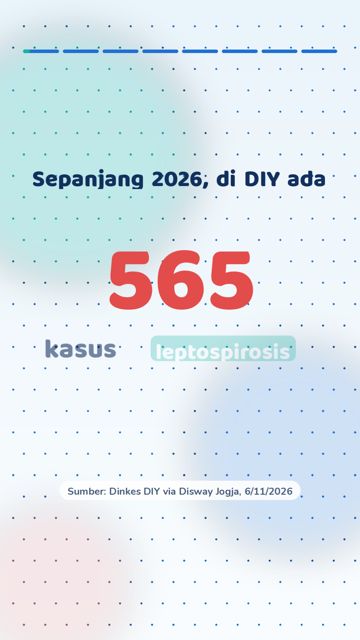 Sepanjang 2026, di DIY ada
565
kasus leptospirosis
Sumber: Dinkes DIY via Disway Jogja, 6/11/2026